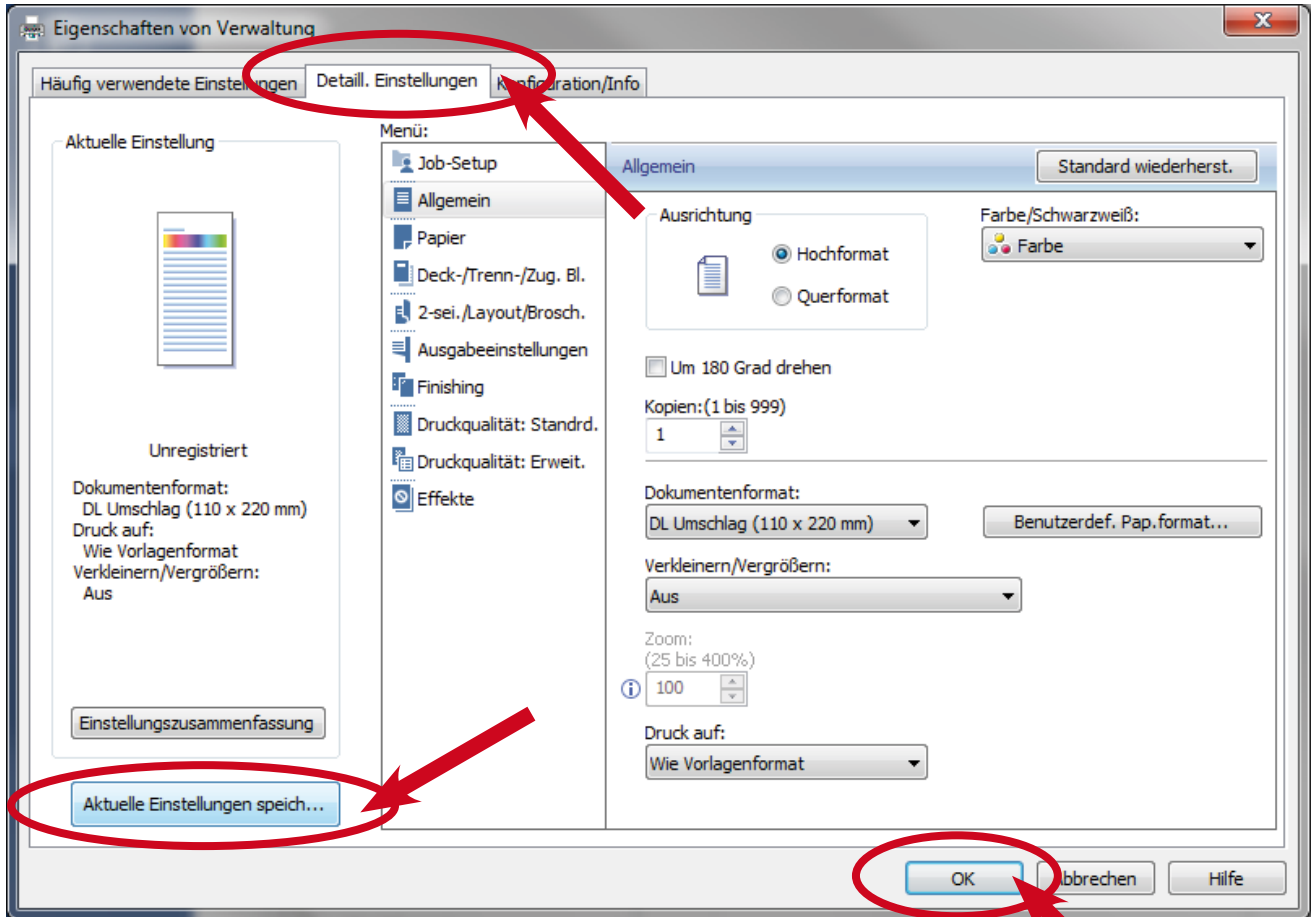 Eigenschaften von Verwaltung
Häufig verwendete Einstellungen
Detaill. Einstellungen
Konfiguration/Info
Aktuelle Einstellung
Unregistriert
Dokumentenformat:
DL Umschlag (110 x 220 mm)
Druck auf:
Wie Vorlagenformat
Verkleinern/Vergrößern:
Aus
Einstellungszusammenfassung
Aktuelle Einstellungen speich...
Menü:
Job-Setup
Allgemein
Papier
Deck-/Trenn-/Zug. Bl.
2-sei./Layout/Brosch.
Ausgabeeinstellungen
Finishing
Druckqualität: Standrd.
Druckqualität: Erweit.
Effekte
Allgemein
Standard wiederherst.
Ausrichtung
Hochformat
Querformat
Farbe/Schwarzweiß:
Farbe
Um 180 Grad drehen
Kopien:(1 bis 999)
1
Dokumentenformat:
DL Umschlag (110 x 220 mm)
Benutzerdef. Pap.format...
Verkleinern/Vergrößern:
Aus
Zoom:
(25 bis 400%)
100
Druck auf:
Wie Vorlagenformat
OK
Abbrechen
Hilfe